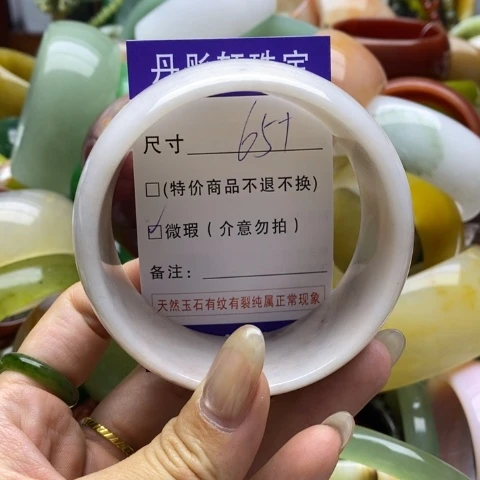 丹彤轩珠宝
尺寸 65+
□(特价商品不退不换)
☑微瑕(介意勿拍)
备注:
天然玉石有纹有裂纯属正常现象